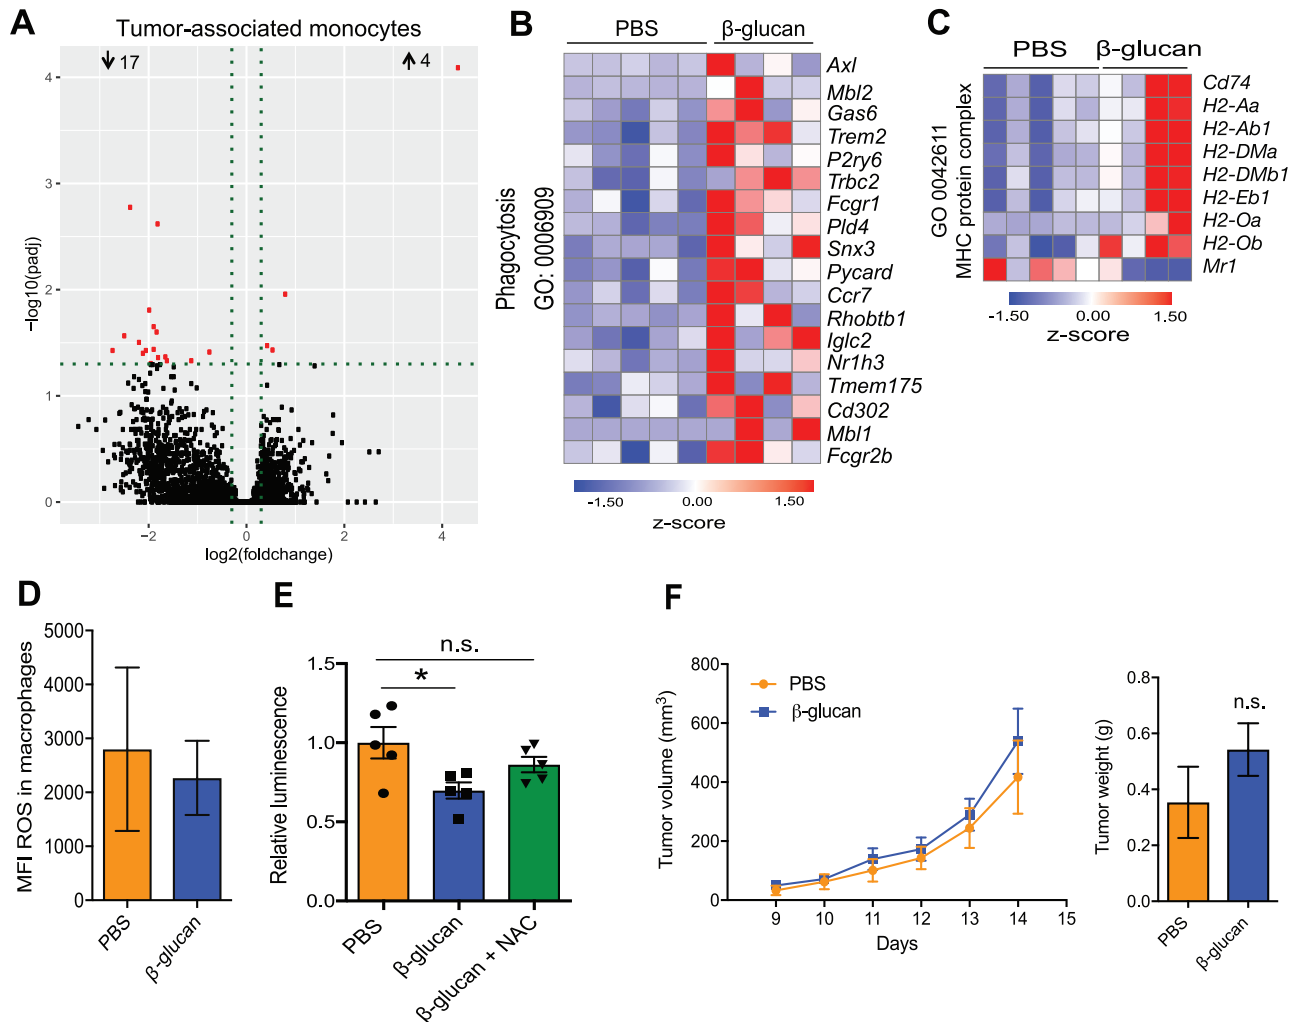 A
Tumor-associated monocytes
↓ 17
↑ 4
4
3
2
1
0
−log10(padj)
−2
0
2
4
log2(foldchange)
B
PBS
β-glucan
Phagocytosis
GO: 0006909
Axl
Mbl2
Gas6
Trem2
P2ry6
Trbc2
Fcgr1
Pld4
Snx3
Pycard
Ccr7
Rhobtb1
Iglc2
Nr1h3
Tmem175
Cd302
Mbl1
Fcgr2b
-1.50
0.00
1.50
z-score
C
PBS
β-glucan
GO 0042611
MHC protein complex
Cd74
H2-Aa
H2-Ab1
H2-DMa
H2-DMb1
H2-Eb1
H2-Oa
H2-Ob
Mr1
-1.50
0.00
1.50
z-score
D
MFI ROS in macrophages
5000
4000
3000
2000
1000
0
PBS
β-glucan
E
n.s.
*
Relative luminescence
1.5
1.0
0.5
0.0
PBS
β-glucan
β-glucan + NAC
F
Tumor volume (mm³)
800
600
400
200
0
PBS
β-glucan
9
10
11
12
13
14
15
Days
Tumor weight (g)
0.8
0.6
0.4
0.2
0.0
n.s.
PBS
β-glucan